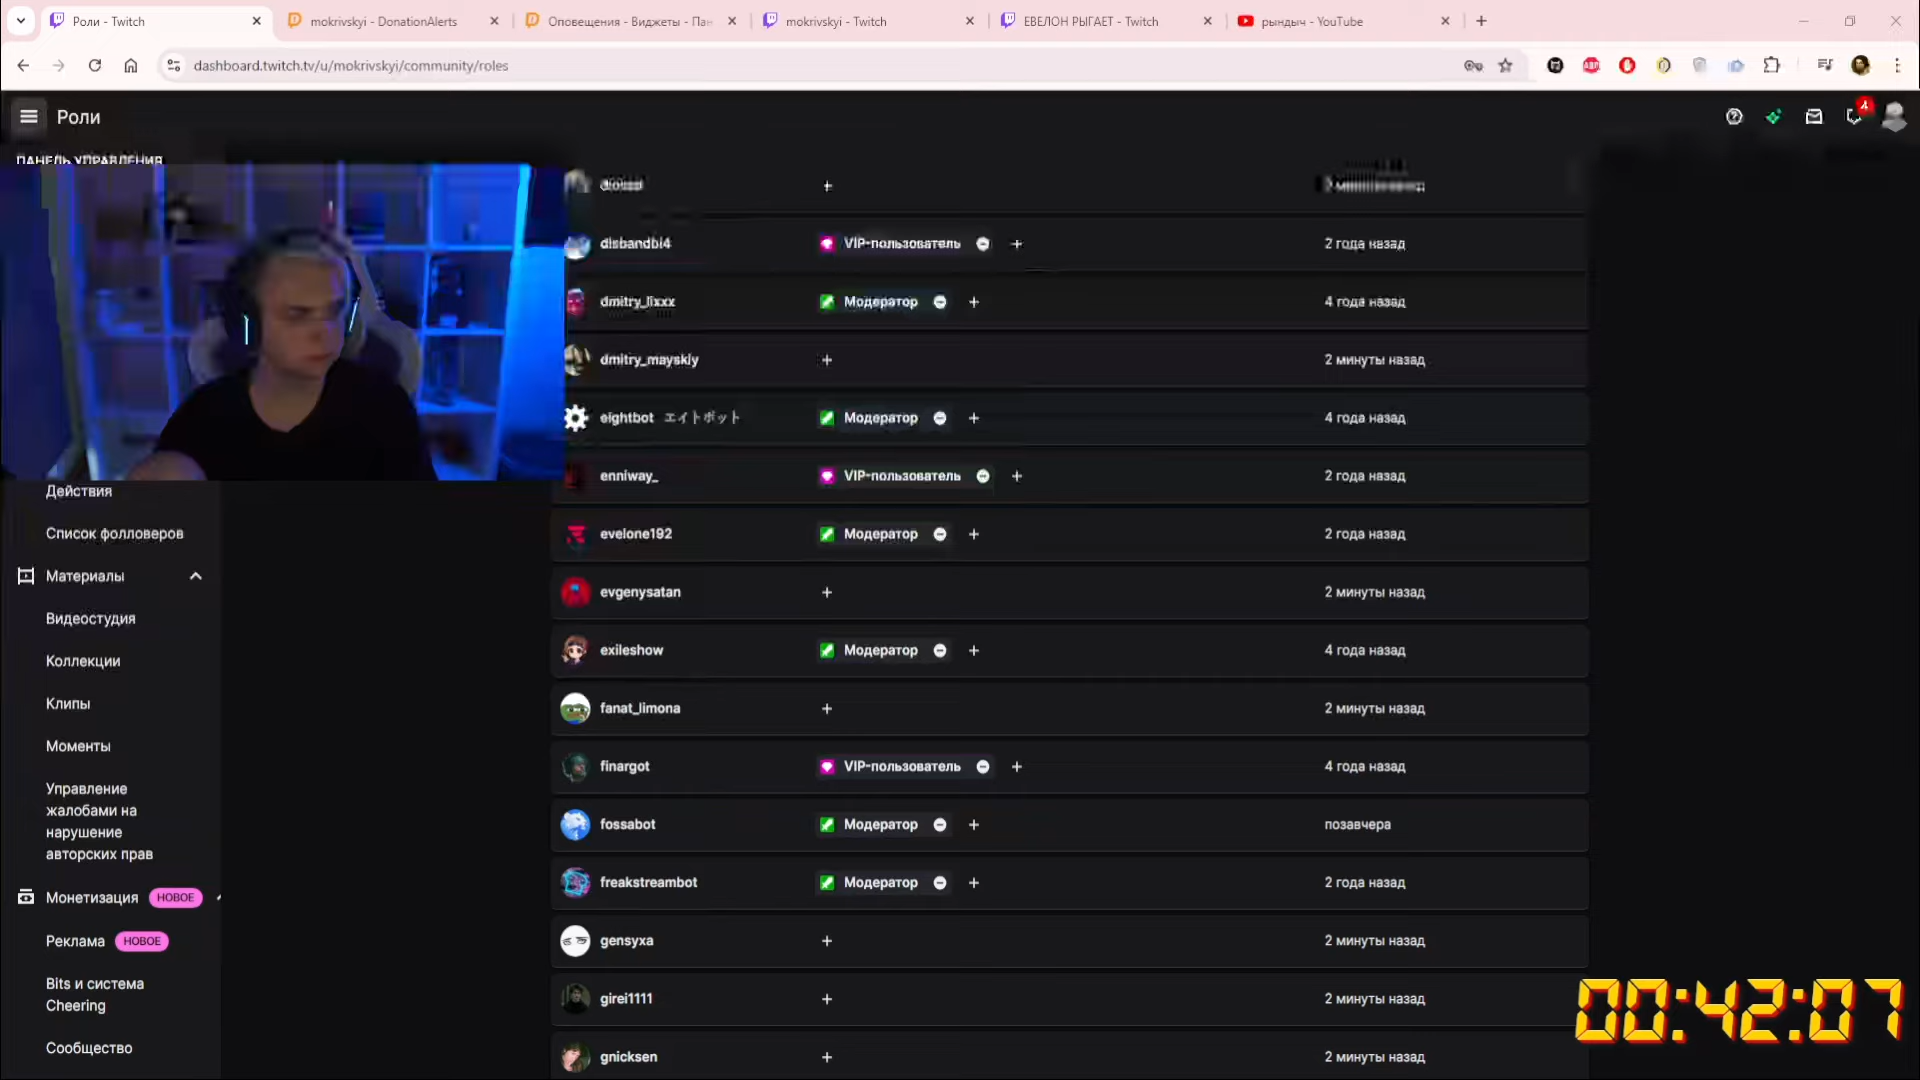 Роли - Twitch
mokrivskyi - DonationAlerts
Оповещения - Виджеты - Пан
mokrivskyi - Twitch
ЕВЕЛОН РЫГАЕТ - Twitch
рындыч - YouTube
dashboard.twitch.tv/u/mokrivskyi/community/roles
ABP
Роли
4
ПАНЕЛЬ УПРАВЛЕНИЯ
disbandbl4 VIP-пользователь 2 года назад
dmitry_lixxx Модератор 4 года назад
dmitry_mayskiy 2 минуты назад
eightbot エイトボット Модератор 4 года назад
enniway_ VIP-пользователь 2 года назад
Действия
Список фолловеров
evelone192 Модератор 2 года назад
Материалы
evgenysatan 2 минуты назад
Видеостудия
exileshow Модератор 4 года назад
Коллекции
Клипы
fanat_limona 2 минуты назад
Моменты
finargot VIP-пользователь 4 года назад
Управление
жалобами на
нарушение
авторских прав
fossabot Модератор позавчера
Монетизация НОВОЕ
freakstreambot Модератор 2 года назад
Реклама НОВОЕ
gensyxa 2 минуты назад
Bits и система
Cheering
girei1111 2 минуты назад
Сообщество
gnicksen 2 минуты назад
00:42:07